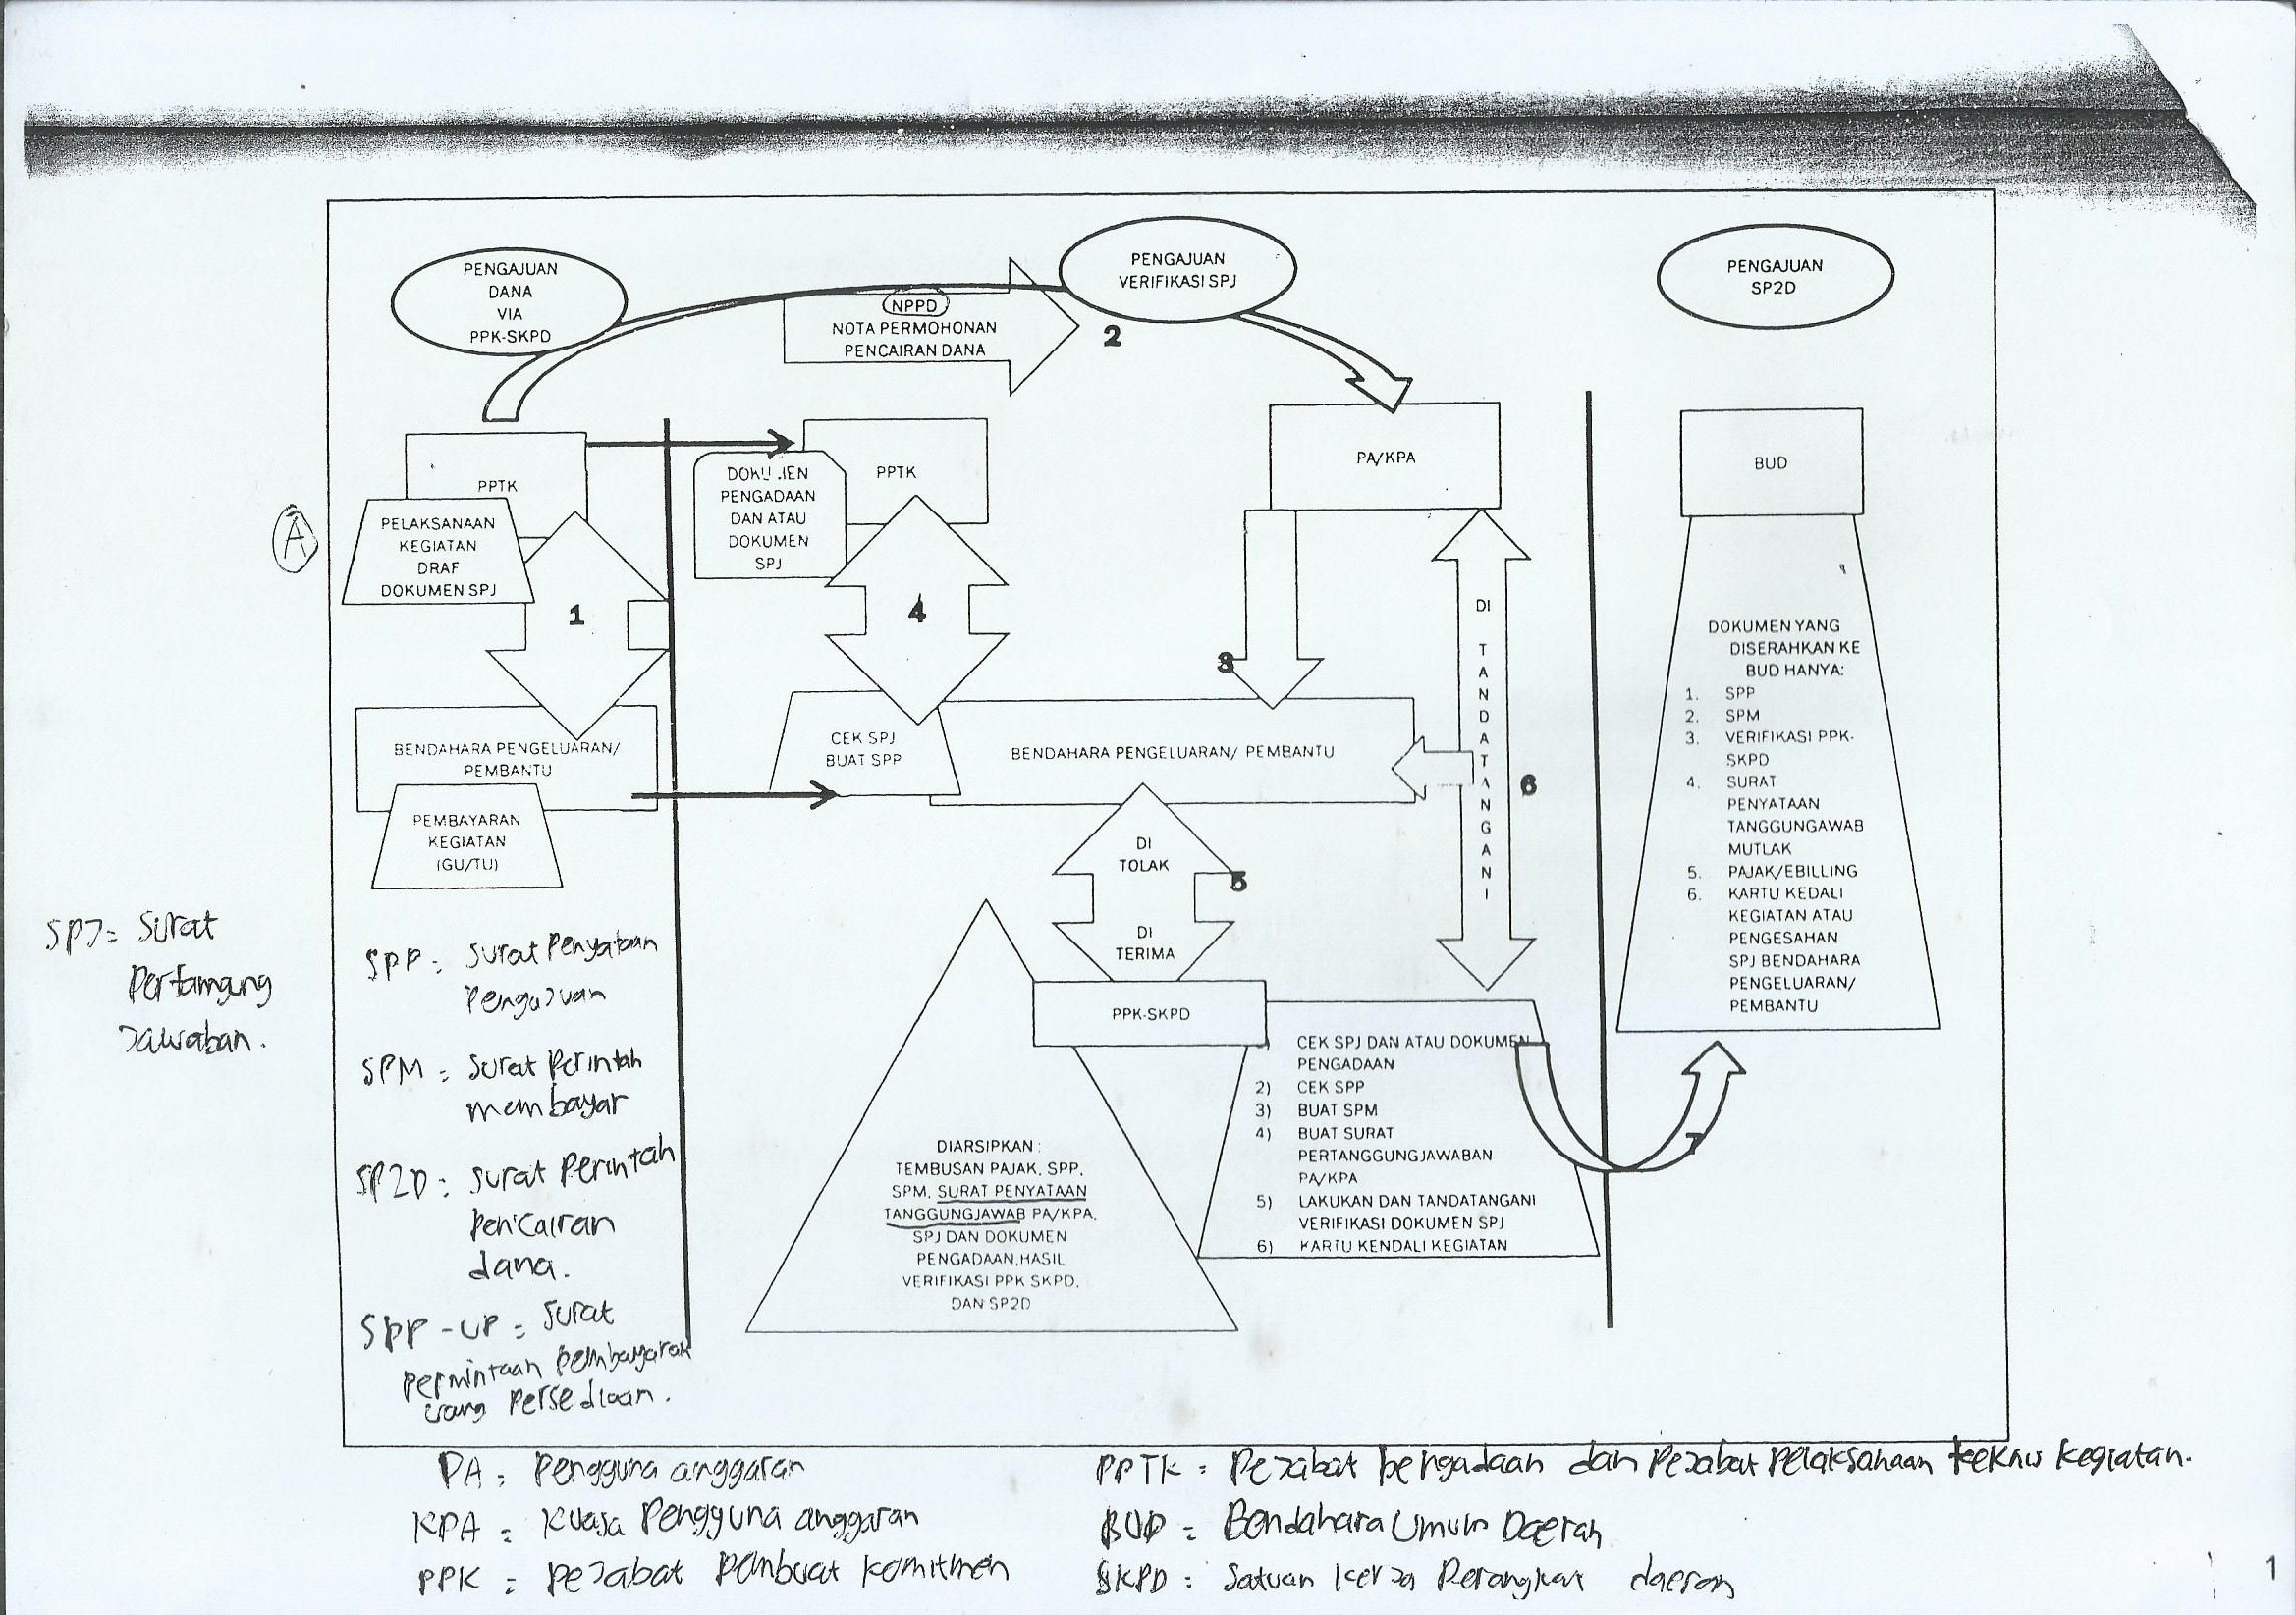 PENGAJUAN
DANA
VIA
PPK-SKPD
NPPD
NOTA PERMOHONAN
PENCAIRAN DANA
PENGAJUAN
VERIFIKASI SPJ
2
PENGAJUAN
SP2D
PPTK
PELAKSANAAN
KEGIATAN
DRAF
DOKUMEN SPJ
A
1
BENDAHARA PENGELUARAN/
PEMBANTU
PEMBAYARAN
KEGIATAN
(GU/TU)
DOKUMEN
PENGADAAN
DAN ATAU
DOKUMEN
SPJ
PPTK
4
CEK SPJ
BUAT SPP
BENDAHARA PENGELUARAN/ PEMBANTU
PA/KPA
3
DI TANDATANGANI
6
DI
TOLAK
5
DI
TERIMA
PPK-SKPD
1) CEK SPJ DAN ATAU DOKUMEN
PENGADAAN
2) CEK SPP
3) BUAT SPM
4) BUAT SURAT
PERTANGGUNGJAWABAN
PA/KPA
5) LAKUKAN DAN TANDATANGANI
VERIFIKASI DOKUMEN SPJ
6) KARTU KENDALI KEGIATAN
DIARSIPKAN :
TEMBUSAN PAJAK, SPP,
SPM, SURAT PENYATAAN
TANGGUNGJAWAB PA/KPA,
SPJ DAN DOKUMEN
PENGADAAN,HASIL
VERIFIKASI PPK SKPD,
DAN SP2D
BUD
DOKUMEN YANG
DISERAHKAN KE
BUD HANYA:
1. SPP
2. SPM
3. VERIFIKASI PPK-
SKPD
4. SURAT
PENYATAAN
TANGGUNGAWAB
MUTLAK
5. PAJAK/EBILLING
6. KARTU KEDALI
KEGIATAN ATAU
PENGESAHAN
SPJ BENDAHARA
PENGELUARAN/
PEMBANTU
SPJ = Surat
Pertamgung
Jawaban.
SPP = Surat Penyataan
Pengajuan
SPM = Surat Perintah
membayar
SP2D = Surat Perintah
Pencairan
dana.
SPP - UP = Surat
Permintaan Pembayaran
uang Persediaan.
PA = Pengguna anggaran
KPA = Kuasa Pengguna anggaran
PPK = Pejabat Pembuat Komitmen
PPTK = Pejabat Pengadaan dan Pejabat Pelaksanaan teknis kegiatan.
BUD = Bendahara Umum Daerah
SKPD = Satuan Kerja Perangkat daerah
1